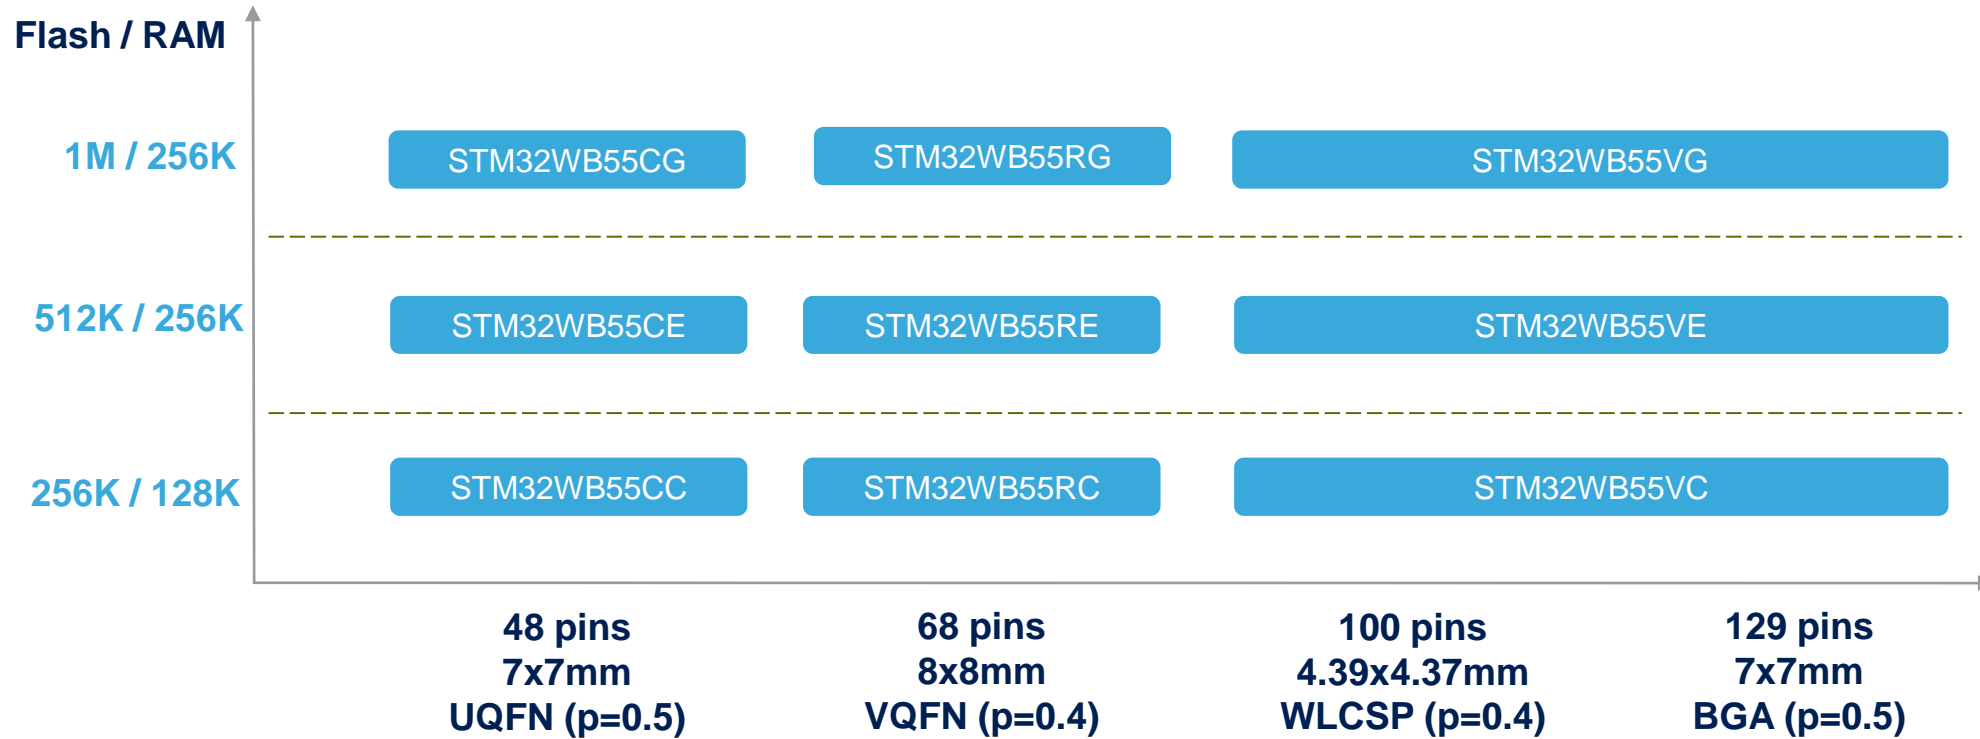 Flash / RAM
1M / 256K
STM32WB55CG
STM32WB55RG
STM32WB55VG
512K / 256K
STM32WB55CE
STM32WB55RE
STM32WB55VE
256K / 128K
STM32WB55CC
STM32WB55RC
STM32WB55VC
48 pins
7x7mm
UQFN (p=0.5)
68 pins
8x8mm
VQFN (p=0.4)
100 pins
4.39x4.37mm
WLCSP (p=0.4)
129 pins
7x7mm
BGA (p=0.5)